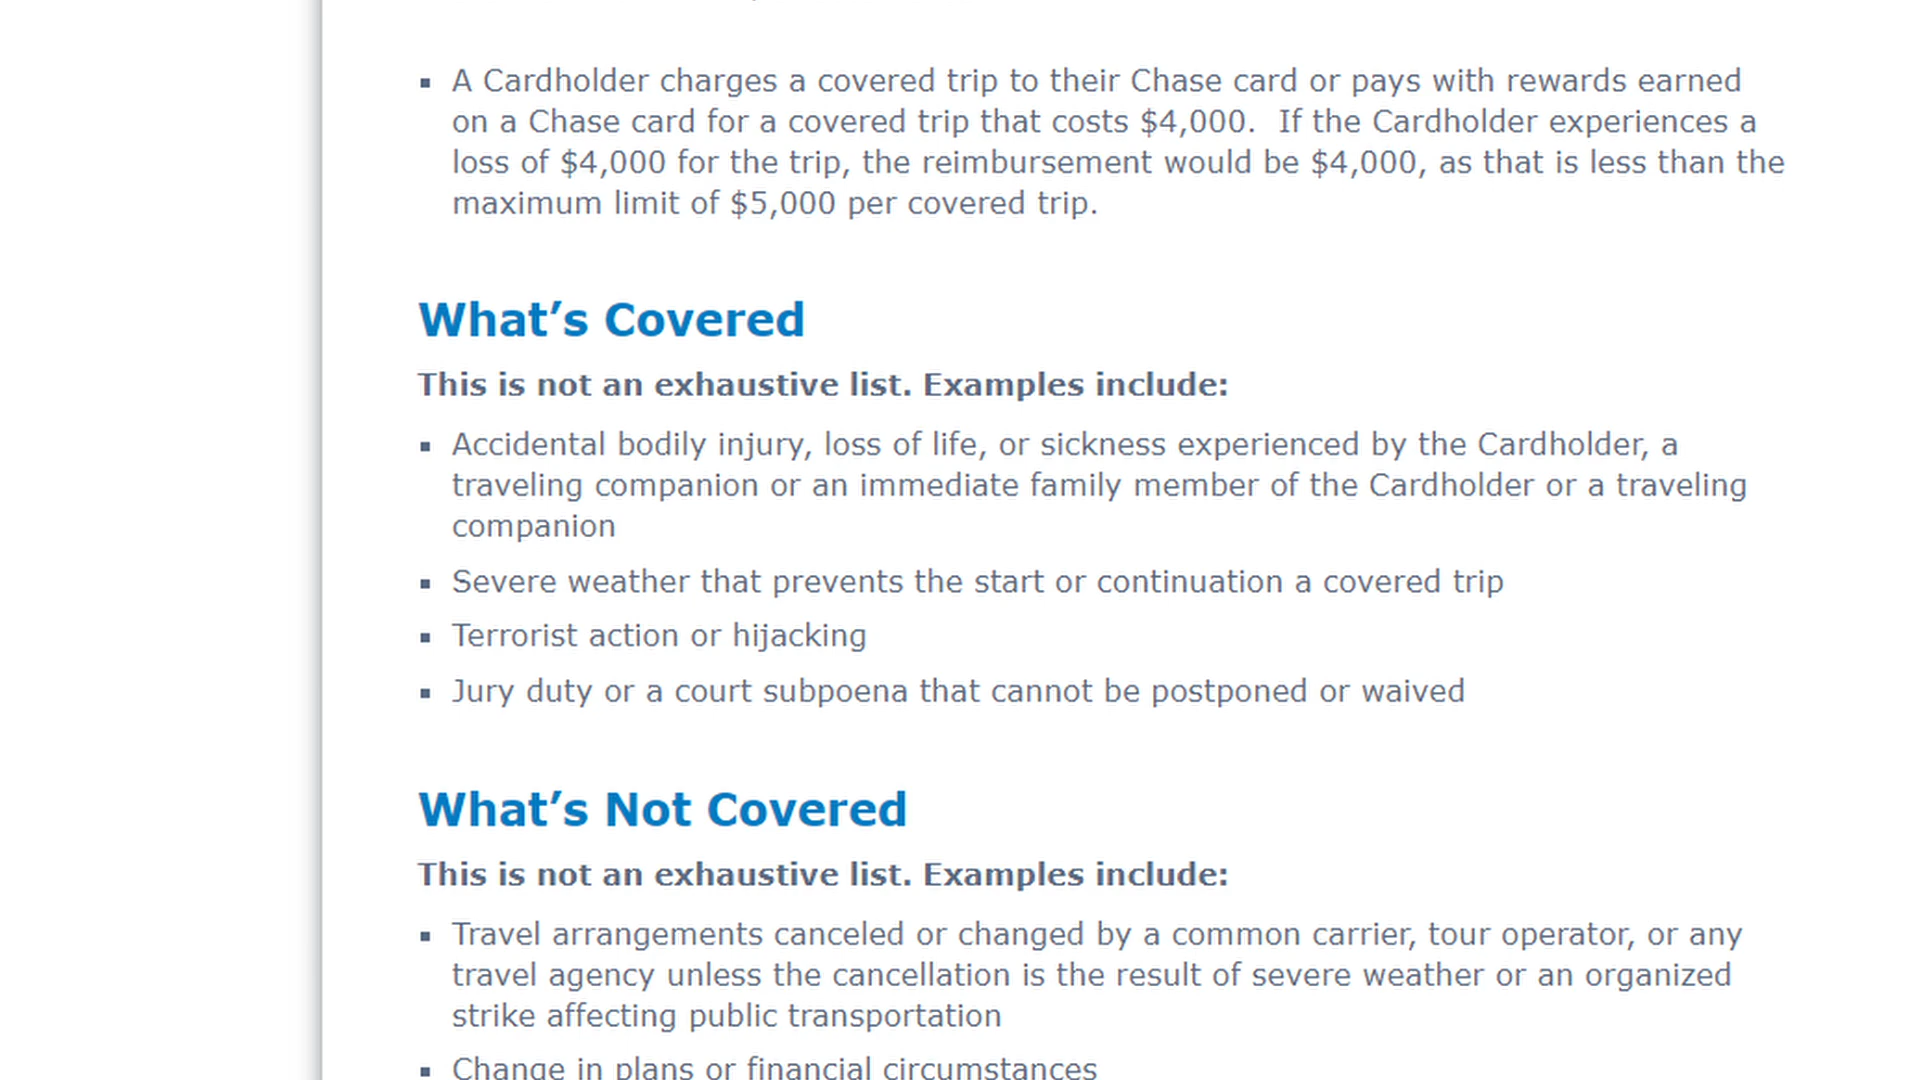 ▪ A Cardholder charges a covered trip to their Chase card or pays with rewards earned
on a Chase card for a covered trip that costs $4,000.  If the Cardholder experiences a
loss of $4,000 for the trip, the reimbursement would be $4,000, as that is less than the
maximum limit of $5,000 per covered trip.
What’s Covered
This is not an exhaustive list. Examples include:
▪ Accidental bodily injury, loss of life, or sickness experienced by the Cardholder, a
traveling companion or an immediate family member of the Cardholder or a traveling
companion
▪ Severe weather that prevents the start or continuation a covered trip
▪ Terrorist action or hijacking
▪ Jury duty or a court subpoena that cannot be postponed or waived
What’s Not Covered
This is not an exhaustive list. Examples include:
▪ Travel arrangements canceled or changed by a common carrier, tour operator, or any
travel agency unless the cancellation is the result of severe weather or an organized
strike affecting public transportation
▪ Change in plans or financial circumstances